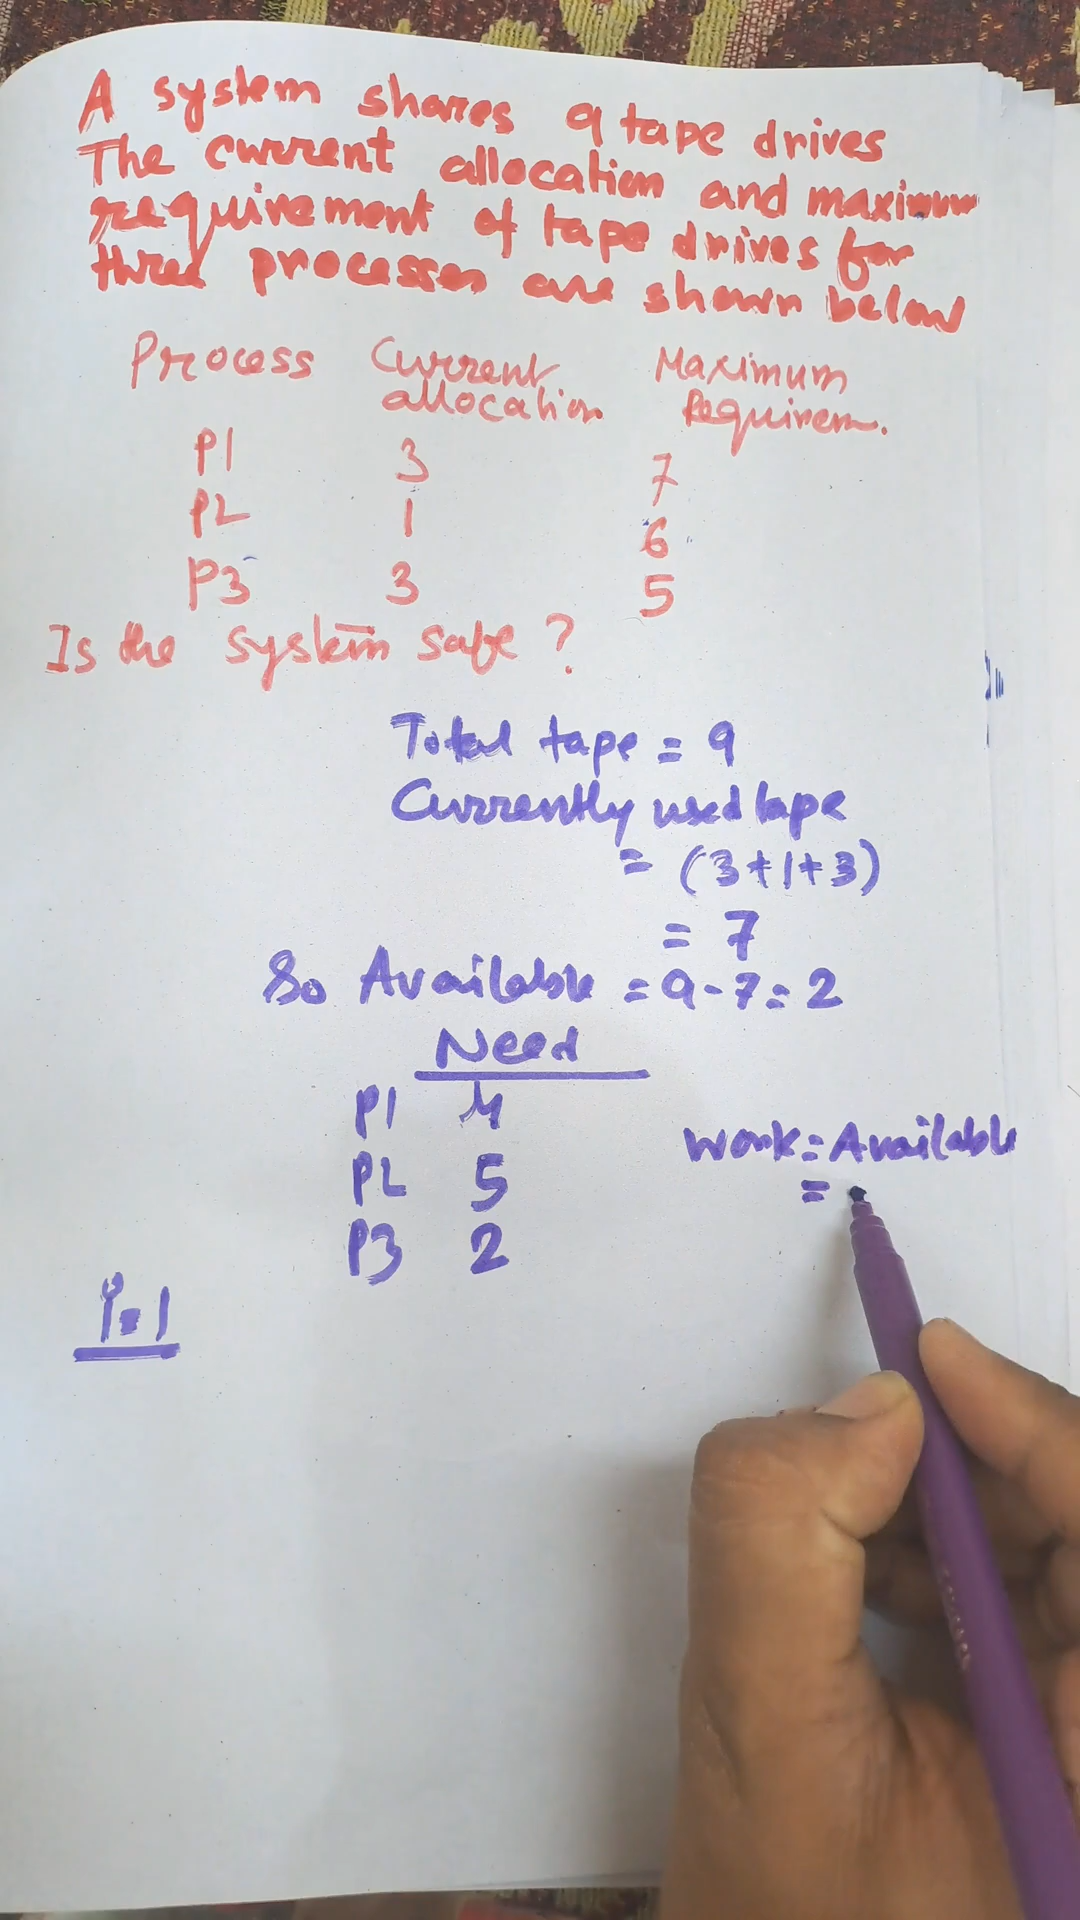 A system shares 9 tape drives
The current allocation and maximum
requirement of tape drives for
three processes are shown below
Process Current allocation Maximum Requirem.
P1 3 7
P2 1 6
P3 3 5
Is the system safe ?
Total tape = 9
Currently used tape
= (3+1+3)
= 7
So Available = 9-7=2
Need
P1 4
P2 5
P3 2
Work=Available
=
i=1